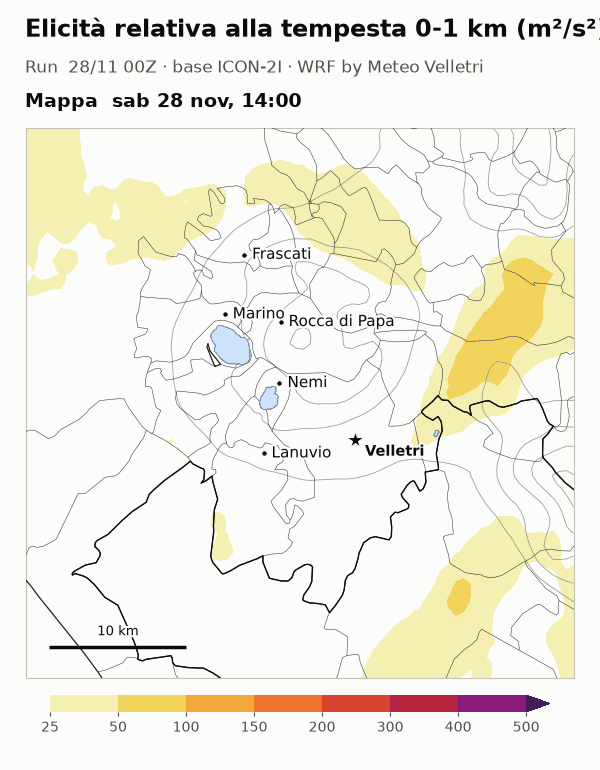 Elicità relativa alla tempesta 0-1 km (m²/s²)
Run 28/11 00Z · base ICON-2I · WRF by Meteo Velletri
Mappa sab 28 nov, 14:00
Frascati
Marino
Rocca di Papa
Nemi
Velletri
Lanuvio
10 km
25 50 100 150 200 300 400 500